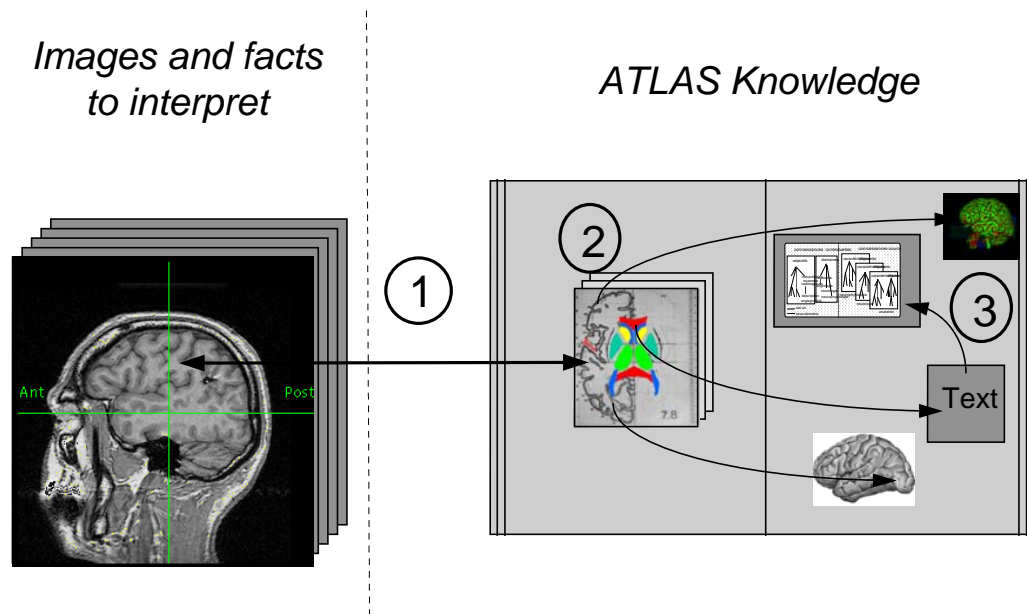 Images and facts
to interpret
ATLAS Knowledge
1
2
3
Ant
Post
7.8
Text